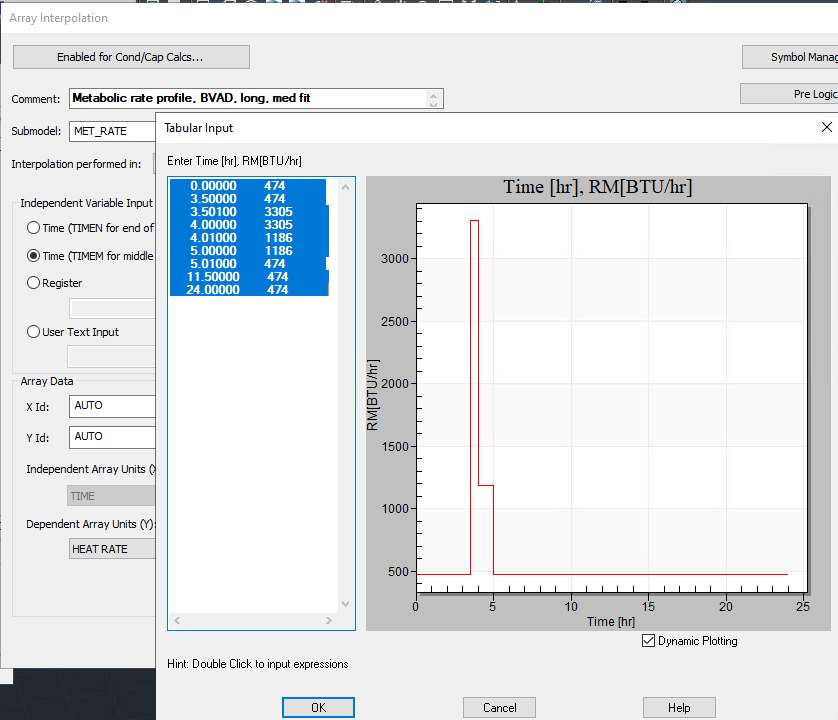 Array Interpolation
Enabled for Cond/Cap Calcs...
Symbol Manag
Comment: Metabolic rate profile, BVAD, long, med fit
Pre Logic
Submodel: MET_RATE
Tabular Input
Interpolation performed in:
Enter Time [hr], RM[BTU/hr]
0.00000 474
3.50000 474
3.50100 3305
4.00000 3305
4.01000 1186
5.00000 1186
5.01000 474
11.50000 474
24.00000 474
Independent Variable Input
Time (TIMEN for end of
Time (TIMEM for middle
Register
User Text Input
Array Data
X Id: AUTO
Y Id: AUTO
Independent Array Units (X
TIME
Dependent Array Units (Y):
HEAT RATE
Time [hr], RM[BTU/hr]
RM[BTU/hr]
3000
2500
2000
1500
1000
500
0 5 10 15 20 25
Time [hr]
Dynamic Plotting
Hint: Double Click to input expressions
OK Cancel Help